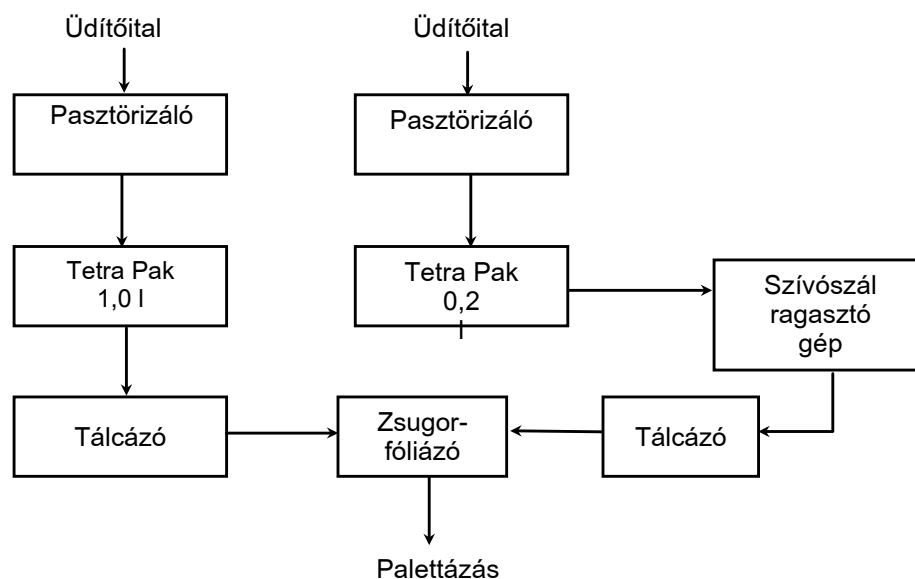 Üdítőital
Üdítőital
Pasztörizáló
Pasztörizáló
Tetra Pak
1,0 l
Tetra Pak
0,2
l
Szívószál
ragasztó
gép
Tálcázó
Zsugor-
fóliázó
Tálcázó
Palettázás